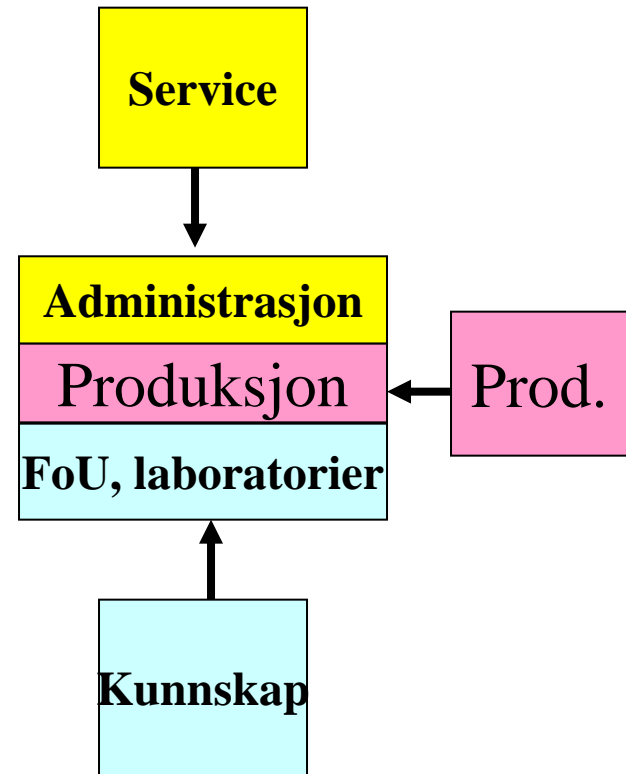 Service
Administrasjon
Produksjon
Prod.
FoU, laboratorier
Kunnskap